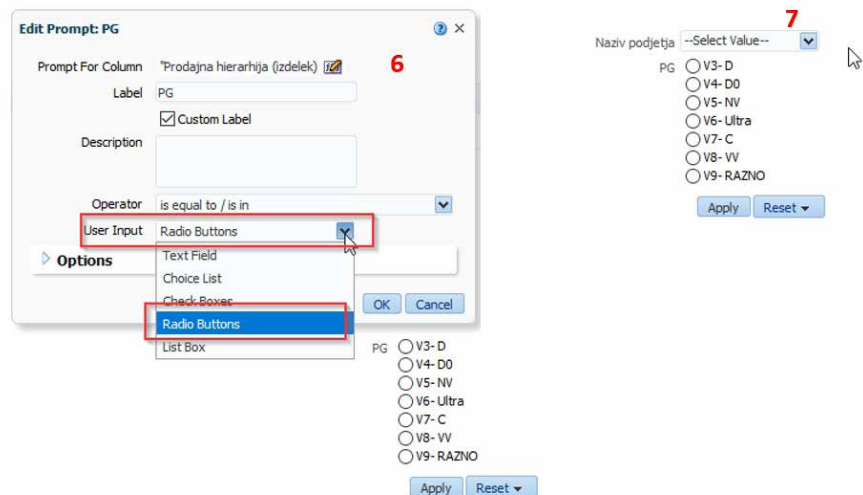 Edit Prompt: PG
6
Prompt For Column "Prodajna hierarhija (izdelek)
Label PG
Custom Label
Description
Operator is equal to / is in
User Input Radio Buttons
Options
Text Field
Choice List
Check Boxes
Radio Buttons
List Box
OK Cancel
PG V3- D
V4- D0
V5- NV
V6- Ultra
V7- C
V8- VV
V9- RAZNO
Apply Reset
7
Naziv podjetja --Select Value--
PG V3- D
V4- D0
V5- NV
V6- Ultra
V7- C
V8- VV
V9- RAZNO
Apply Reset